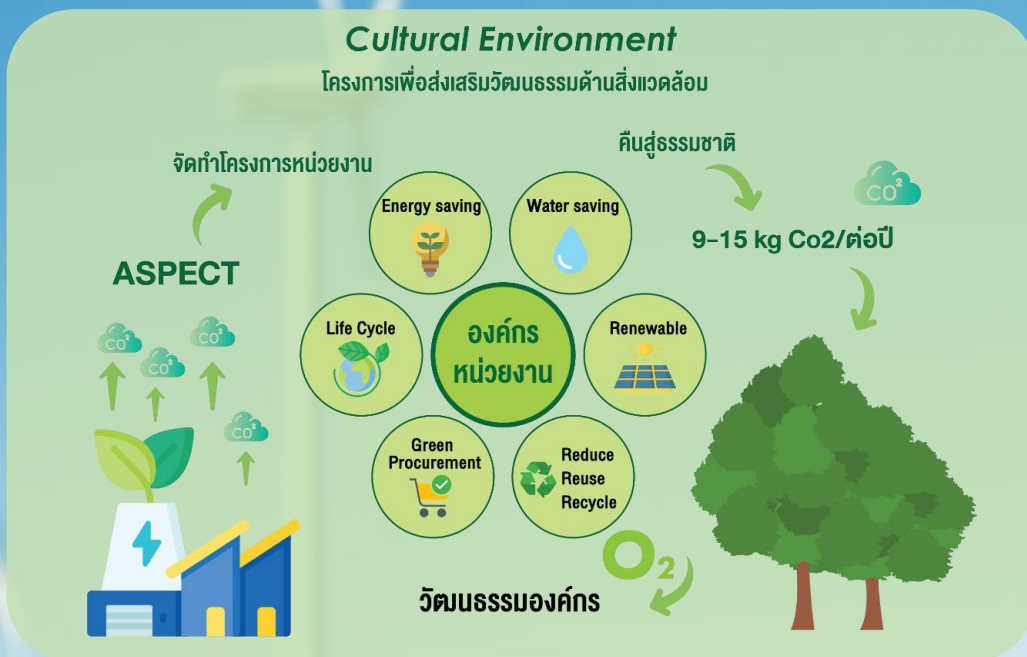 Cultural Environment
โครงการเพื่อส่งเสริมวัฒนธรรมด้านสิ่งแวดล้อม
จัดทำโครงการหน่วยงาน
คืนสู่ธรรมชาติ
CO²
9-15 kg Co2/ต่อปี
ASPECT
Energy saving
Water saving
Life Cycle
องค์กร
หน่วยงาน
Renewable
CO²
CO²
CO²
CO²
Green
Procurement
Reduce
Reuse
Recycle
O2
วัฒนธรรมองค์กร